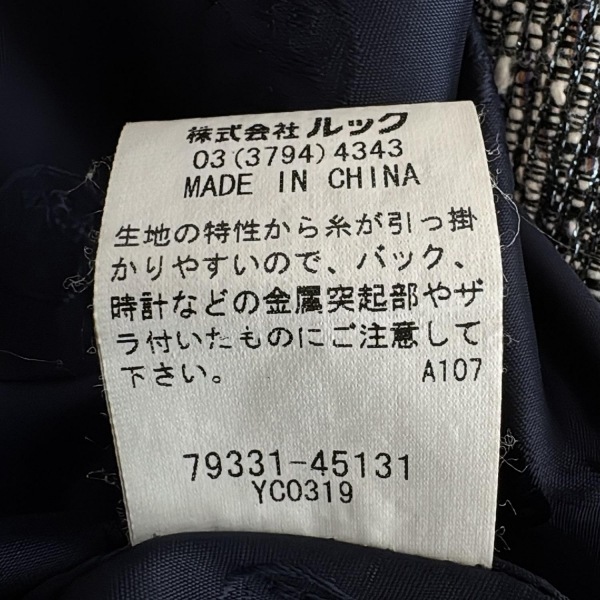 株式会社 ルック
03(3794)4343
MADE IN CHINA
生地の特性から糸が引っ掛
かりやすいので、バック、
時計などの金属突起部やザ
ラ付いたものにご注意して
下さい。 A107
79331-45131
YC0319